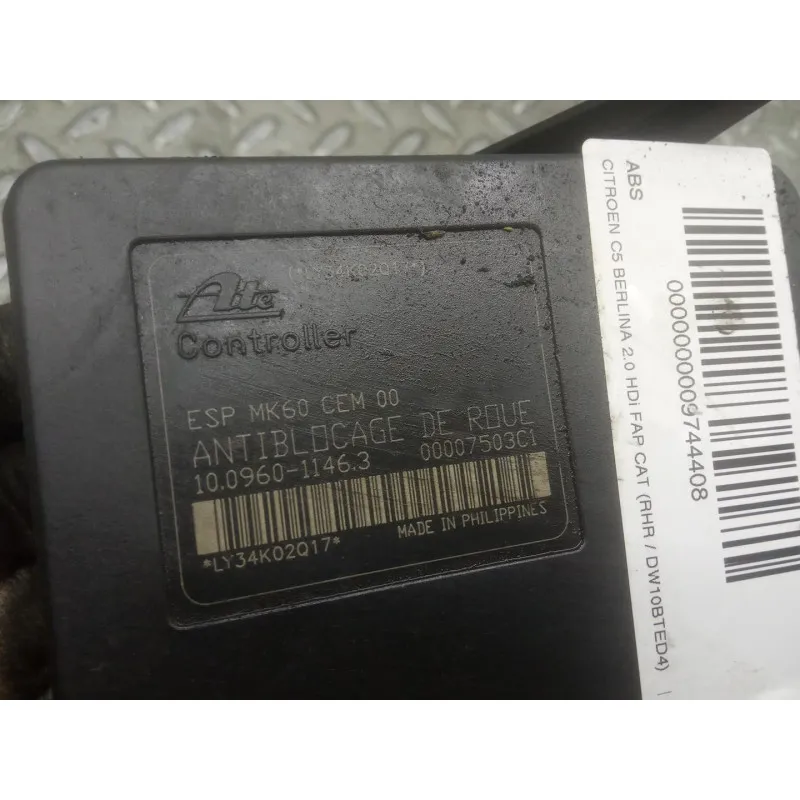 (*LY34K02Q17*)
Ate
Controller
ESP MK60 CEM 00
ANTIBLOCAGE DE ROUE
10.0960-1146.3 00007503C1
MADE IN PHILIPPINES
*LY34K02Q17*
ABS
CITROEN C5 BERLINA 2.0 HDi FAP CAT (RHR / DW10BTED4)
0000000009744408